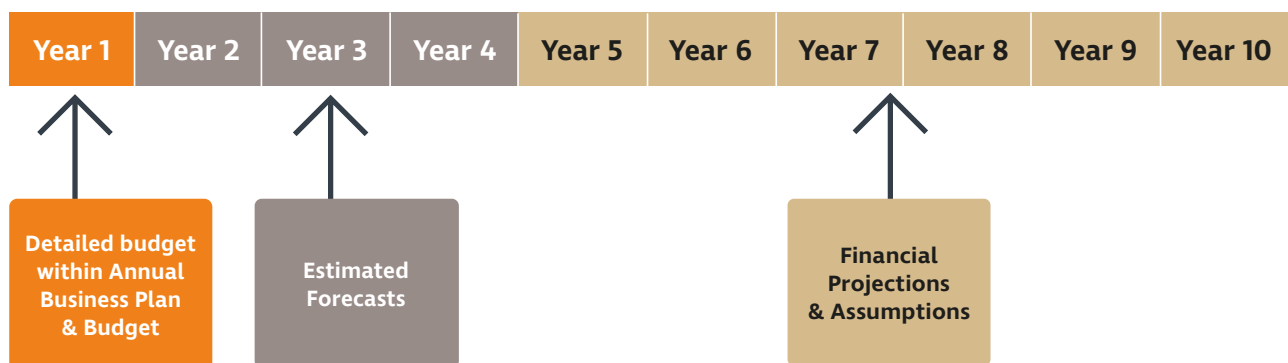 Year 1 Year 2 Year 3 Year 4 Year 5 Year 6 Year 7 Year 8 Year 9 Year 10
Detailed budget
within Annual
Business Plan
& Budget
Estimated
Forecasts
Financial
Projections
& Assumptions